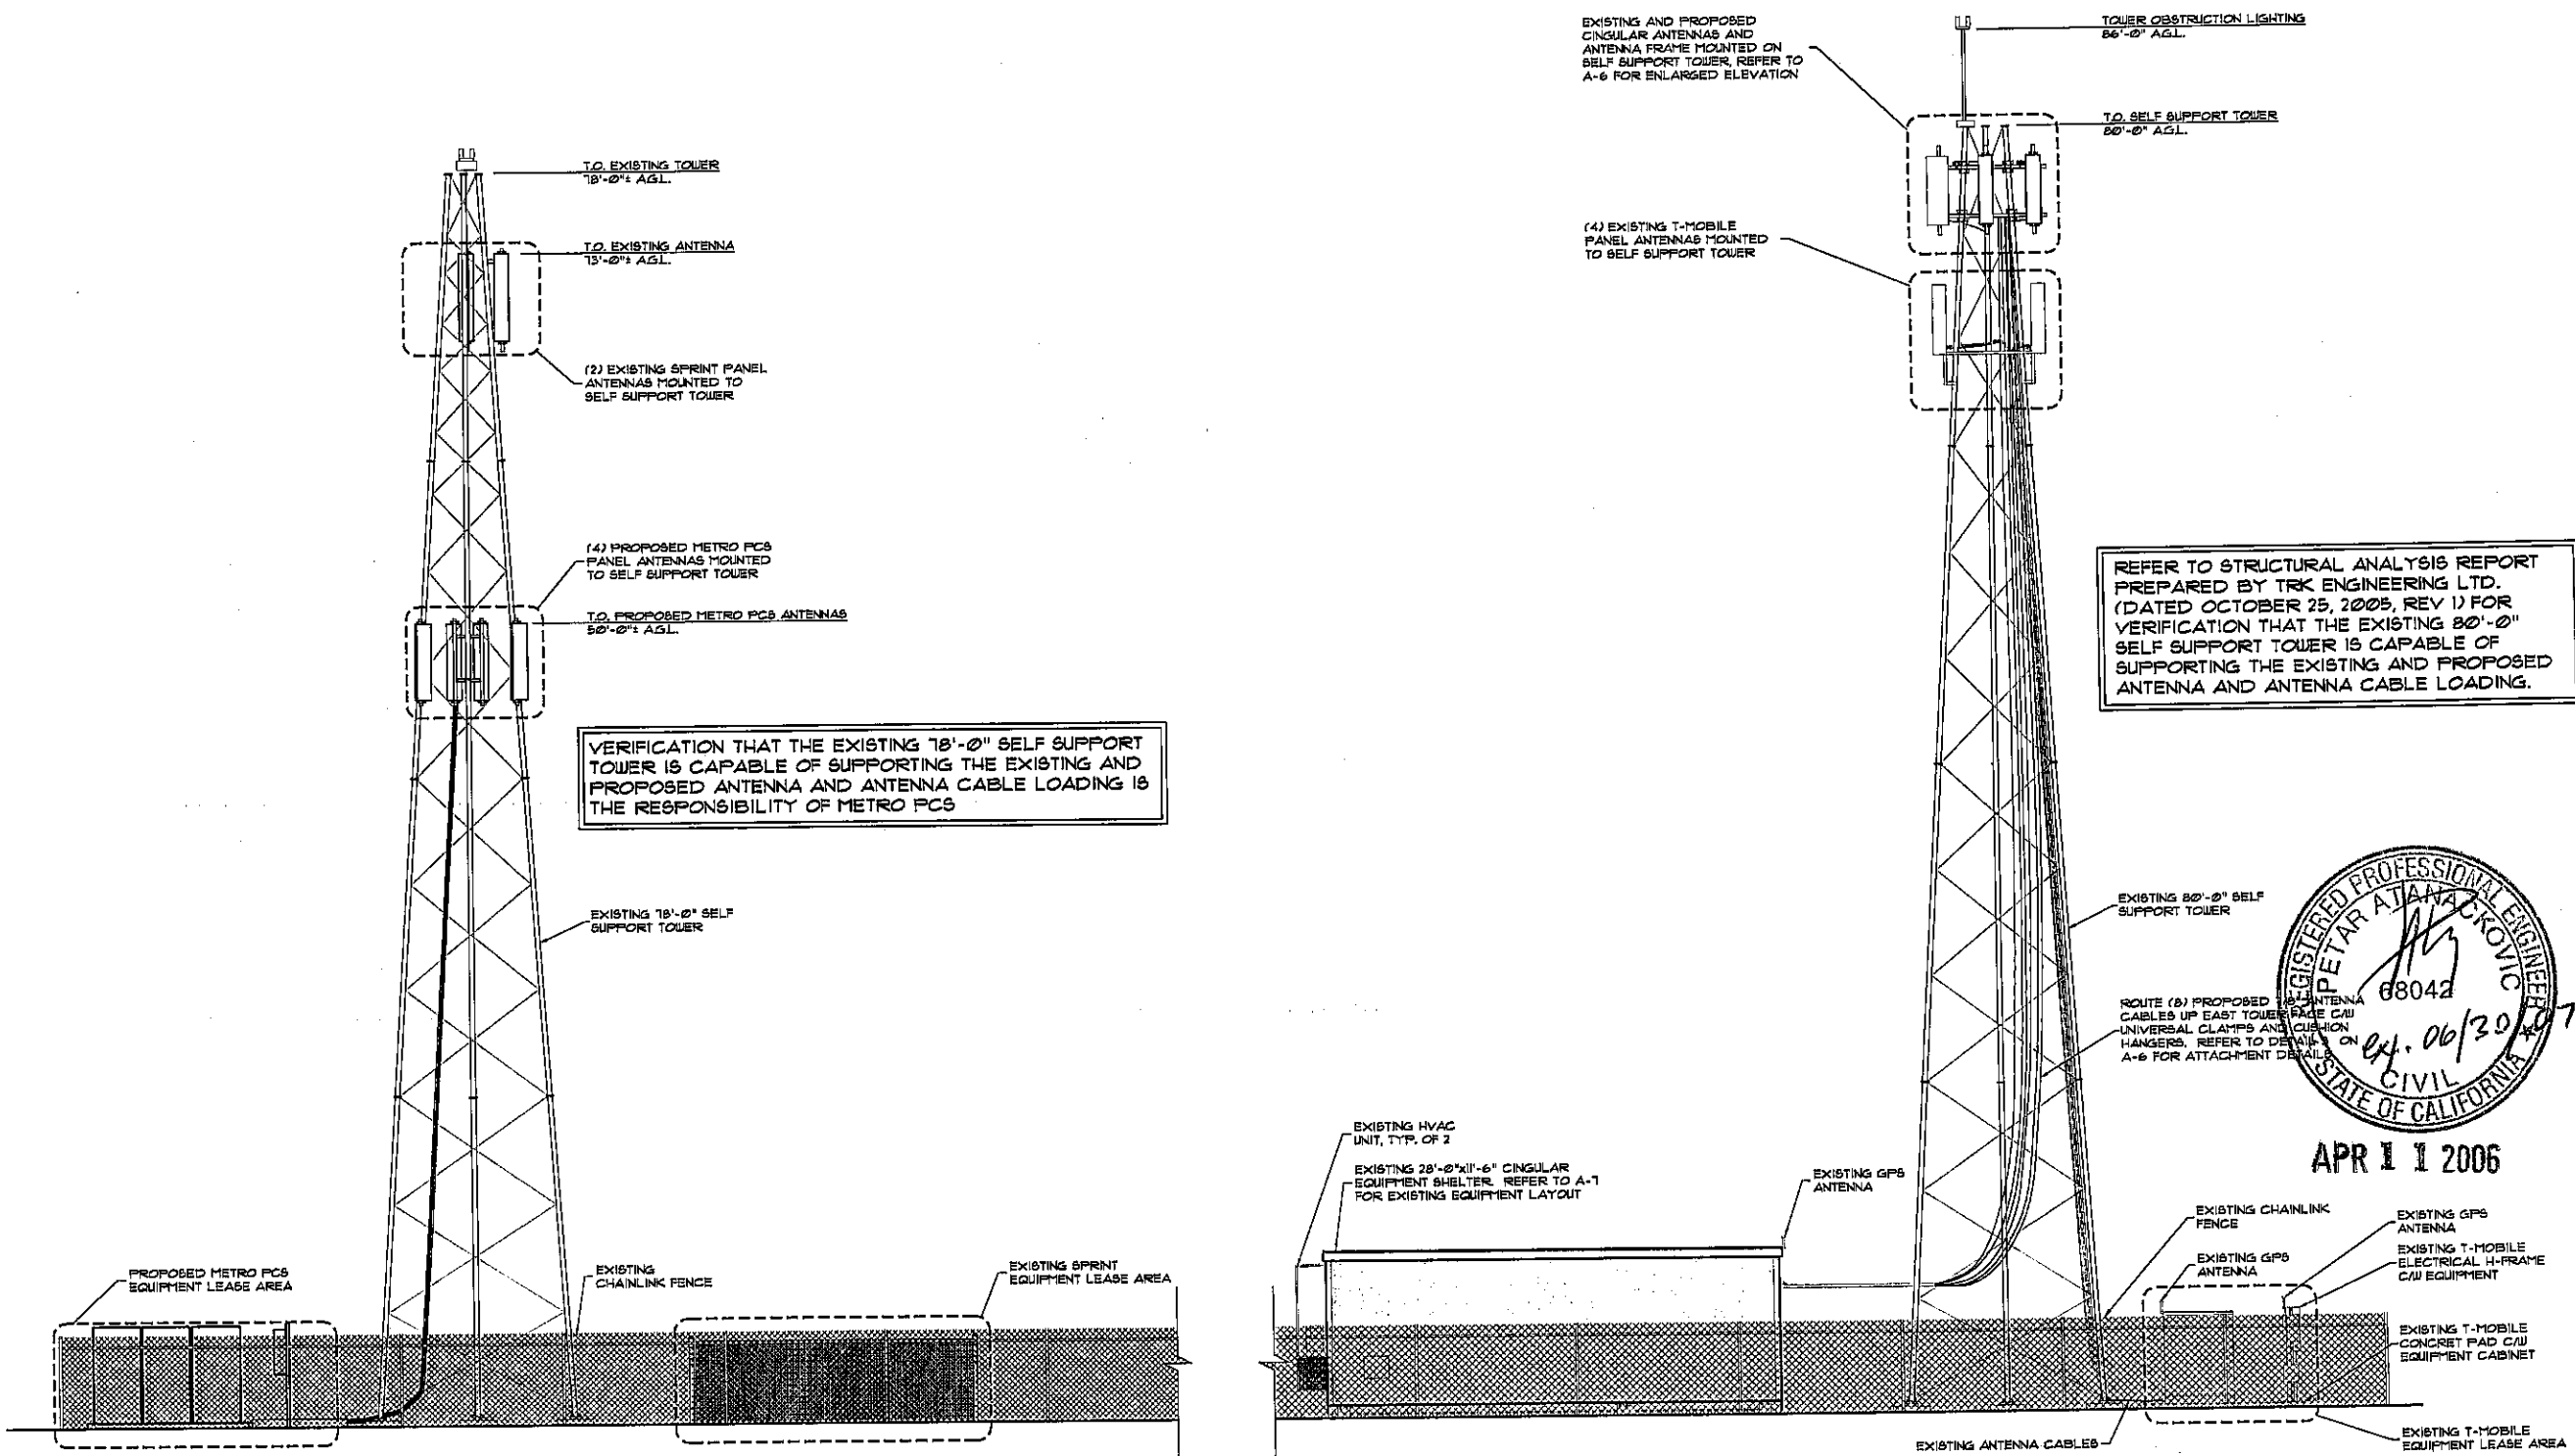 T.O. EXISTING TOWER
78'-0"± AGL.
T.O. EXISTING ANTENNA
73'-0"± AGL.
(2) EXISTING SPRINT PANEL
ANTENNAS MOUNTED TO
SELF SUPPORT TOWER
(4) PROPOSED METRO PCS
PANEL ANTENNAS MOUNTED
TO SELF SUPPORT TOWER
T.O. PROPOSED METRO PCS ANTENNAS
50'-0"± AGL.
VERIFICATION THAT THE EXISTING 78'-0" SELF SUPPORT
TOWER IS CAPABLE OF SUPPORTING THE EXISTING AND
PROPOSED ANTENNA AND ANTENNA CABLE LOADING IS
THE RESPONSIBILITY OF METRO PCS
EXISTING 78'-0" SELF
SUPPORT TOWER
PROPOSED METRO PCS
EQUIPMENT LEASE AREA
EXISTING
CHAINLINK FENCE
EXISTING SPRINT
EQUIPMENT LEASE AREA
EXISTING AND PROPOSED
CINGULAR ANTENNAS AND
ANTENNA FRAME MOUNTED ON
SELF SUPPORT TOWER, REFER TO
A-6 FOR ENLARGED ELEVATION
TOWER OBSTRUCTION LIGHTING
86'-0" AGL.
T.O. SELF SUPPORT TOWER
80'-0" AGL.
(4) EXISTING T-MOBILE
PANEL ANTENNAS MOUNTED
TO SELF SUPPORT TOWER
REFER TO STRUCTURAL ANALYSIS REPORT
PREPARED BY TRK ENGINEERING LTD.
(DATED OCTOBER 25, 2005, REV 1) FOR
VERIFICATION THAT THE EXISTING 80'-0"
SELF SUPPORT TOWER IS CAPABLE OF
SUPPORTING THE EXISTING AND PROPOSED
ANTENNA AND ANTENNA CABLE LOADING.
EXISTING 80'-0" SELF
SUPPORT TOWER
ROUTE (8) PROPOSED ANTENNA
CABLES UP EAST TOWER FACE C/W
UNIVERSAL CLAMPS AND CUSHION
HANGERS. REFER TO DETAILS ON
A-6 FOR ATTACHMENT DETAILS
REGISTERED PROFESSIONAL ENGINEER
PETAR ATANACKOVIC
68042
ex. 06/30/07
CIVIL
STATE OF CALIFORNIA
APR 11 2006
EXISTING HVAC
UNIT, TYP. OF 2
EXISTING 28'-0"x11'-6" CINGULAR
EQUIPMENT SHELTER. REFER TO A-7
FOR EXISTING EQUIPMENT LAYOUT
EXISTING GPS
ANTENNA
EXISTING CHAINLINK
FENCE
EXISTING GPS
ANTENNA
EXISTING GPS
ANTENNA
EXISTING T-MOBILE
ELECTRICAL H-FRAME
C/W EQUIPMENT
EXISTING T-MOBILE
CONCRET PAD C/W
EQUIPMENT CABINET
EXISTING ANTENNA CABLES
EXISTING T-MOBILE
EQUIPMENT LEASE AREA